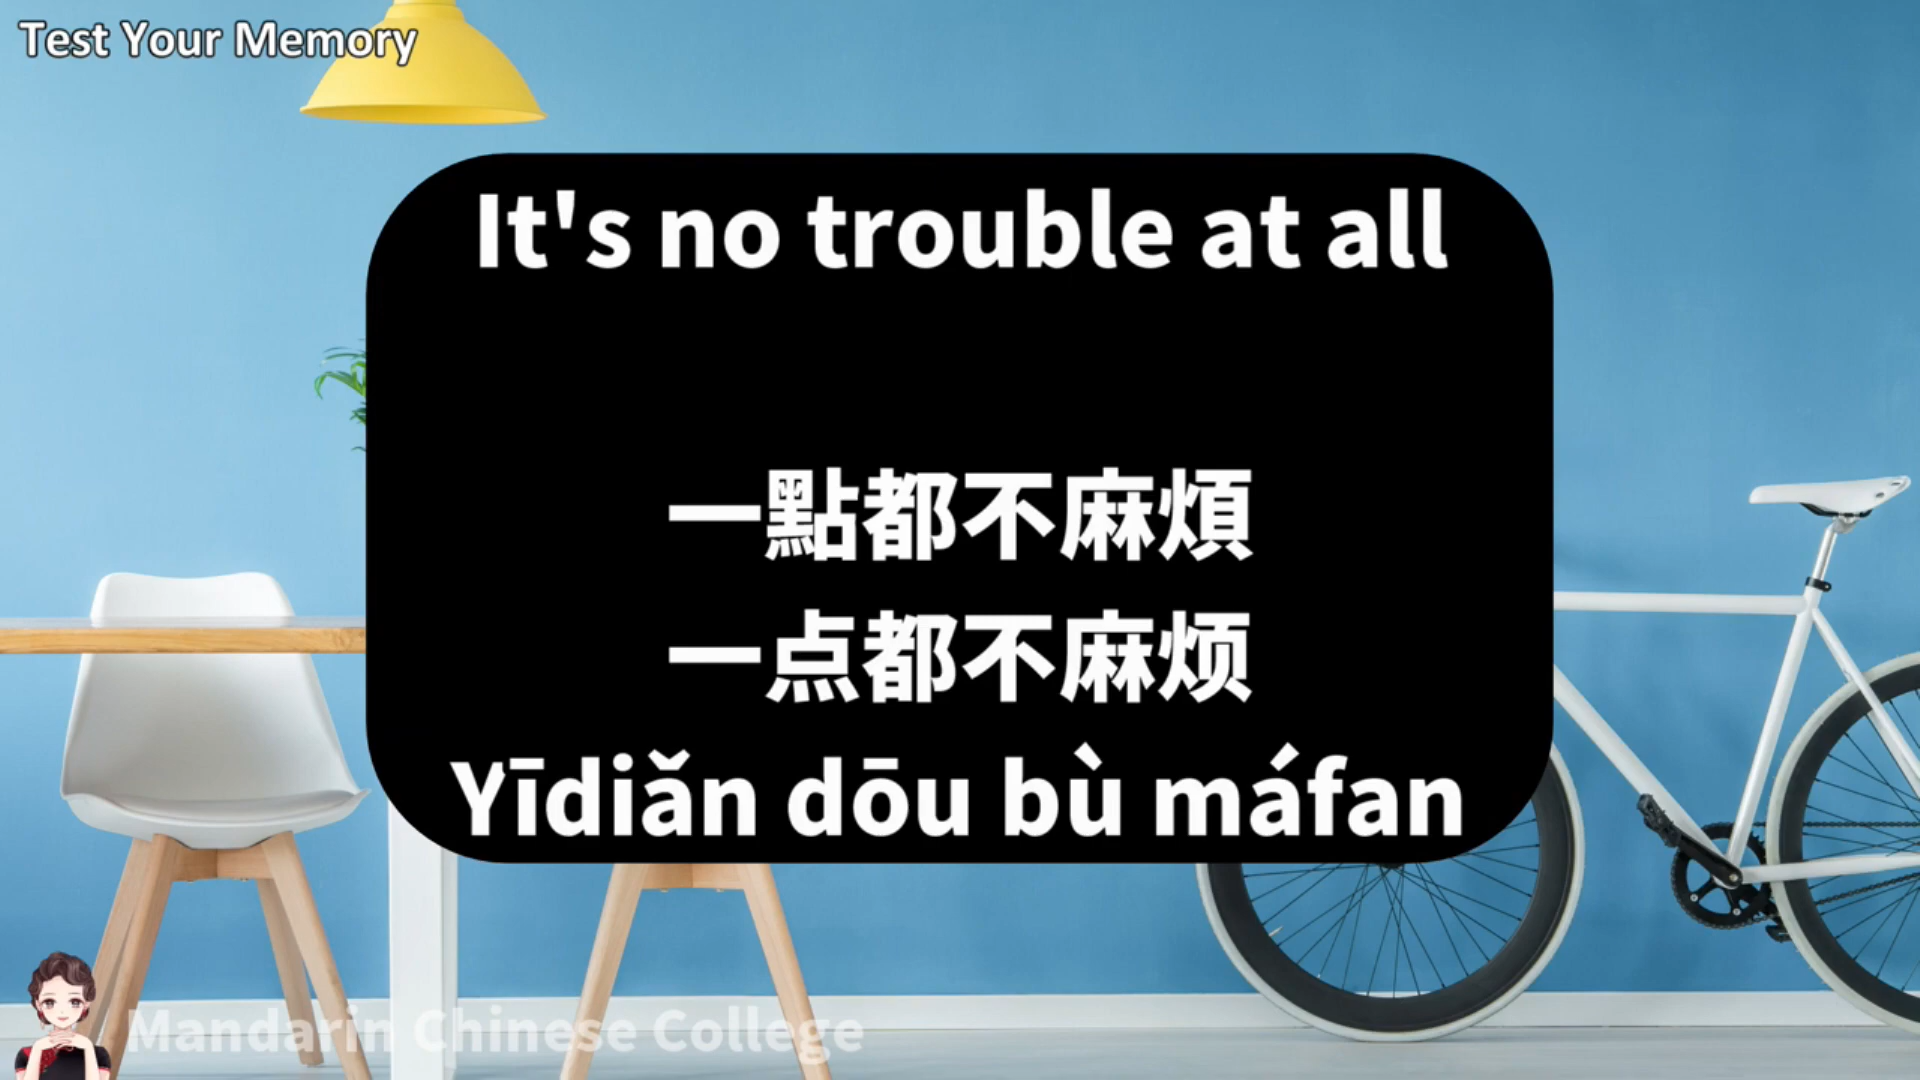 Test Your Memory
It's no trouble at all
一點都不麻煩
一点都不麻烦
Yīdiǎn dōu bù máfan
Mandarin Chinese College